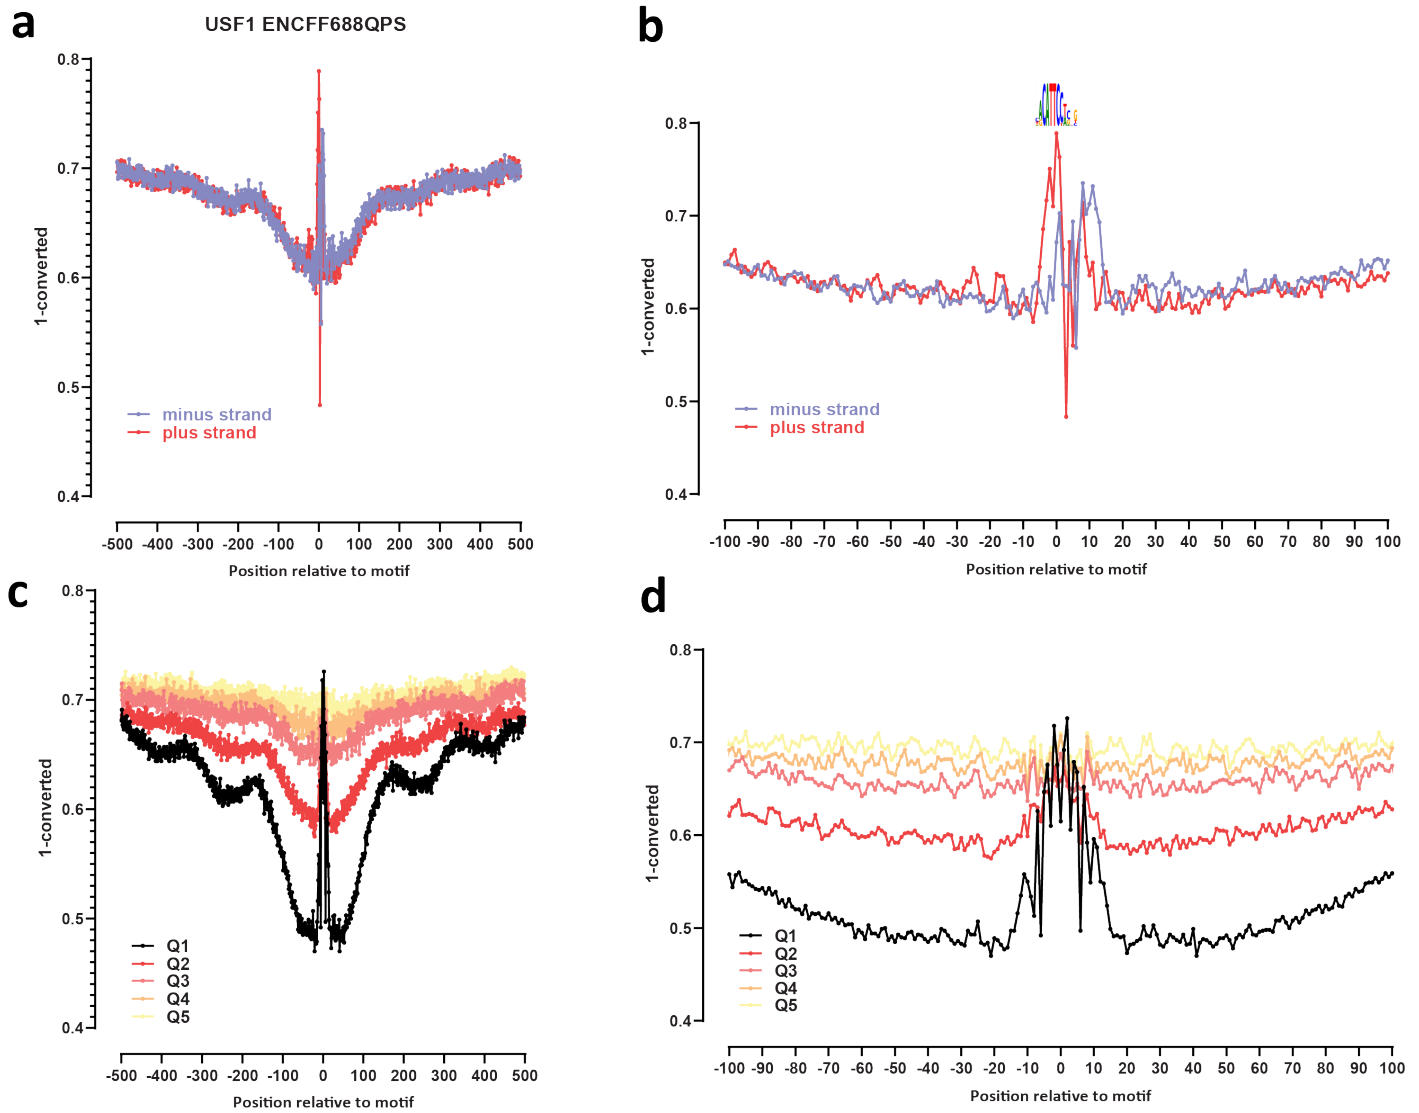 a
USF1 ENCFF688QPS
0.8
0.7
0.6
0.5
0.4
1-converted
minus strand
plus strand
-500 -400 -300 -200 -100 0 100 200 300 400 500
Position relative to motif
b
ACATTCC
0.8
0.7
0.6
0.5
0.4
1-converted
minus strand
plus strand
-100 -90 -80 -70 -60 -50 -40 -30 -20 -10 0 10 20 30 40 50 60 70 80 90 100
Position relative to motif
c
0.8
0.7
0.6
0.5
0.4
1-converted
Q1
Q2
Q3
Q4
Q5
-500 -400 -300 -200 -100 0 100 200 300 400 500
Position relative to motif
d
0.8
0.7
0.6
0.5
0.4
1-converted
Q1
Q2
Q3
Q4
Q5
-100 -90 -80 -70 -60 -50 -40 -30 -20 -10 0 10 20 30 40 50 60 70 80 90 100
Position relative to motif